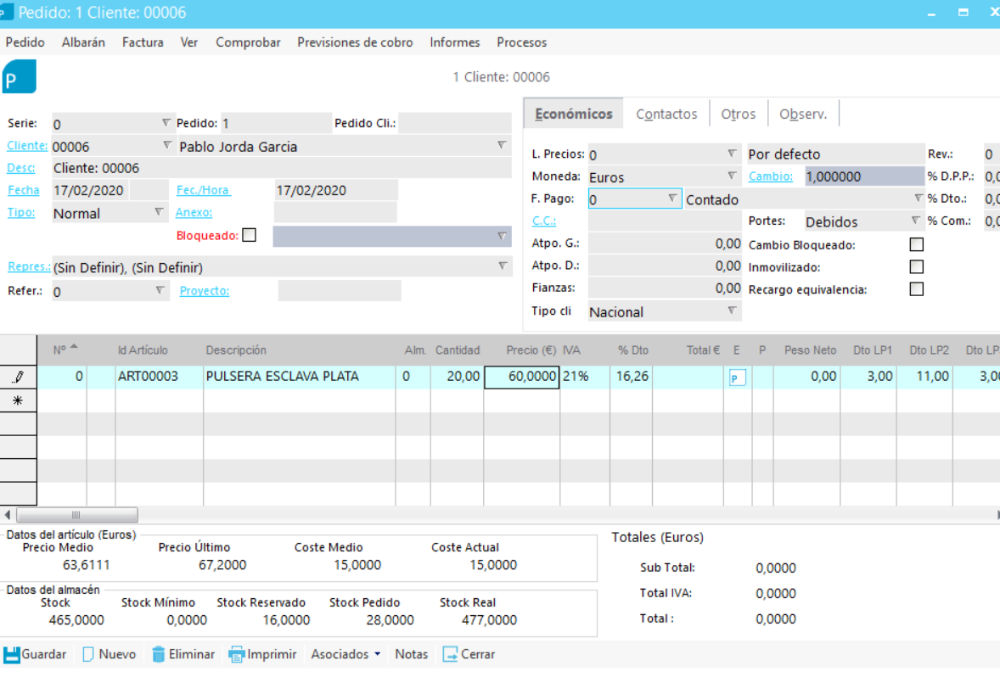 Pedido: 1 Cliente: 00006
Pedido Albarán Factura Ver Comprobar Previsiones de cobro Informes Procesos
P
1 Cliente: 00006
Serie: 0 Pedido: 1 Pedido Cli.:
Cliente: 00006 Pablo Jorda Garcia
Desc: Cliente: 00006
Fecha 17/02/2020 Fec./Hora 17/02/2020
Tipo: Normal Anexo:
Bloqueado:
Repres.: (Sin Definir), (Sin Definir)
Refer.: 0 Proyecto:
Económicos Contactos Otros Observ.
L. Precios: 0 Por defecto Rev.: 0
Moneda: Euros Cambio: 1,000000 % D.P.P.:
F. Pago: 0 Contado % Dto.:
C.C.: Portes: Debidos % Com.:
Atpo. G.: 0,00 Cambio Bloqueado:
Atpo. D.: 0,00 Inmovilizado:
Fianzas: 0,00 Recargo equivalencia:
Tipo cli Nacional
Nº Id Artículo Descripción Alm. Cantidad Precio (€) IVA % Dto Total € E P Peso Neto Dto LP1 Dto LP2 Dto LP
0 ART00003 PULSERA ESCLAVA PLATA 0 20,00 60,0000 21% 16,26 P 0,00 3,00 11,00 3,00
Datos del artículo (Euros)
Precio Medio Precio Último Coste Medio Coste Actual
63,6111 67,2000 15,0000 15,0000
Datos del almacén
Stock Stock Mínimo Stock Reservado Stock Pedido Stock Real
465,0000 0,0000 16,0000 28,0000 477,0000
Totales (Euros)
Sub Total: 0,0000
Total IVA: 0,0000
Total : 0,0000
Guardar Nuevo Eliminar Imprimir Asociados Notas Cerrar